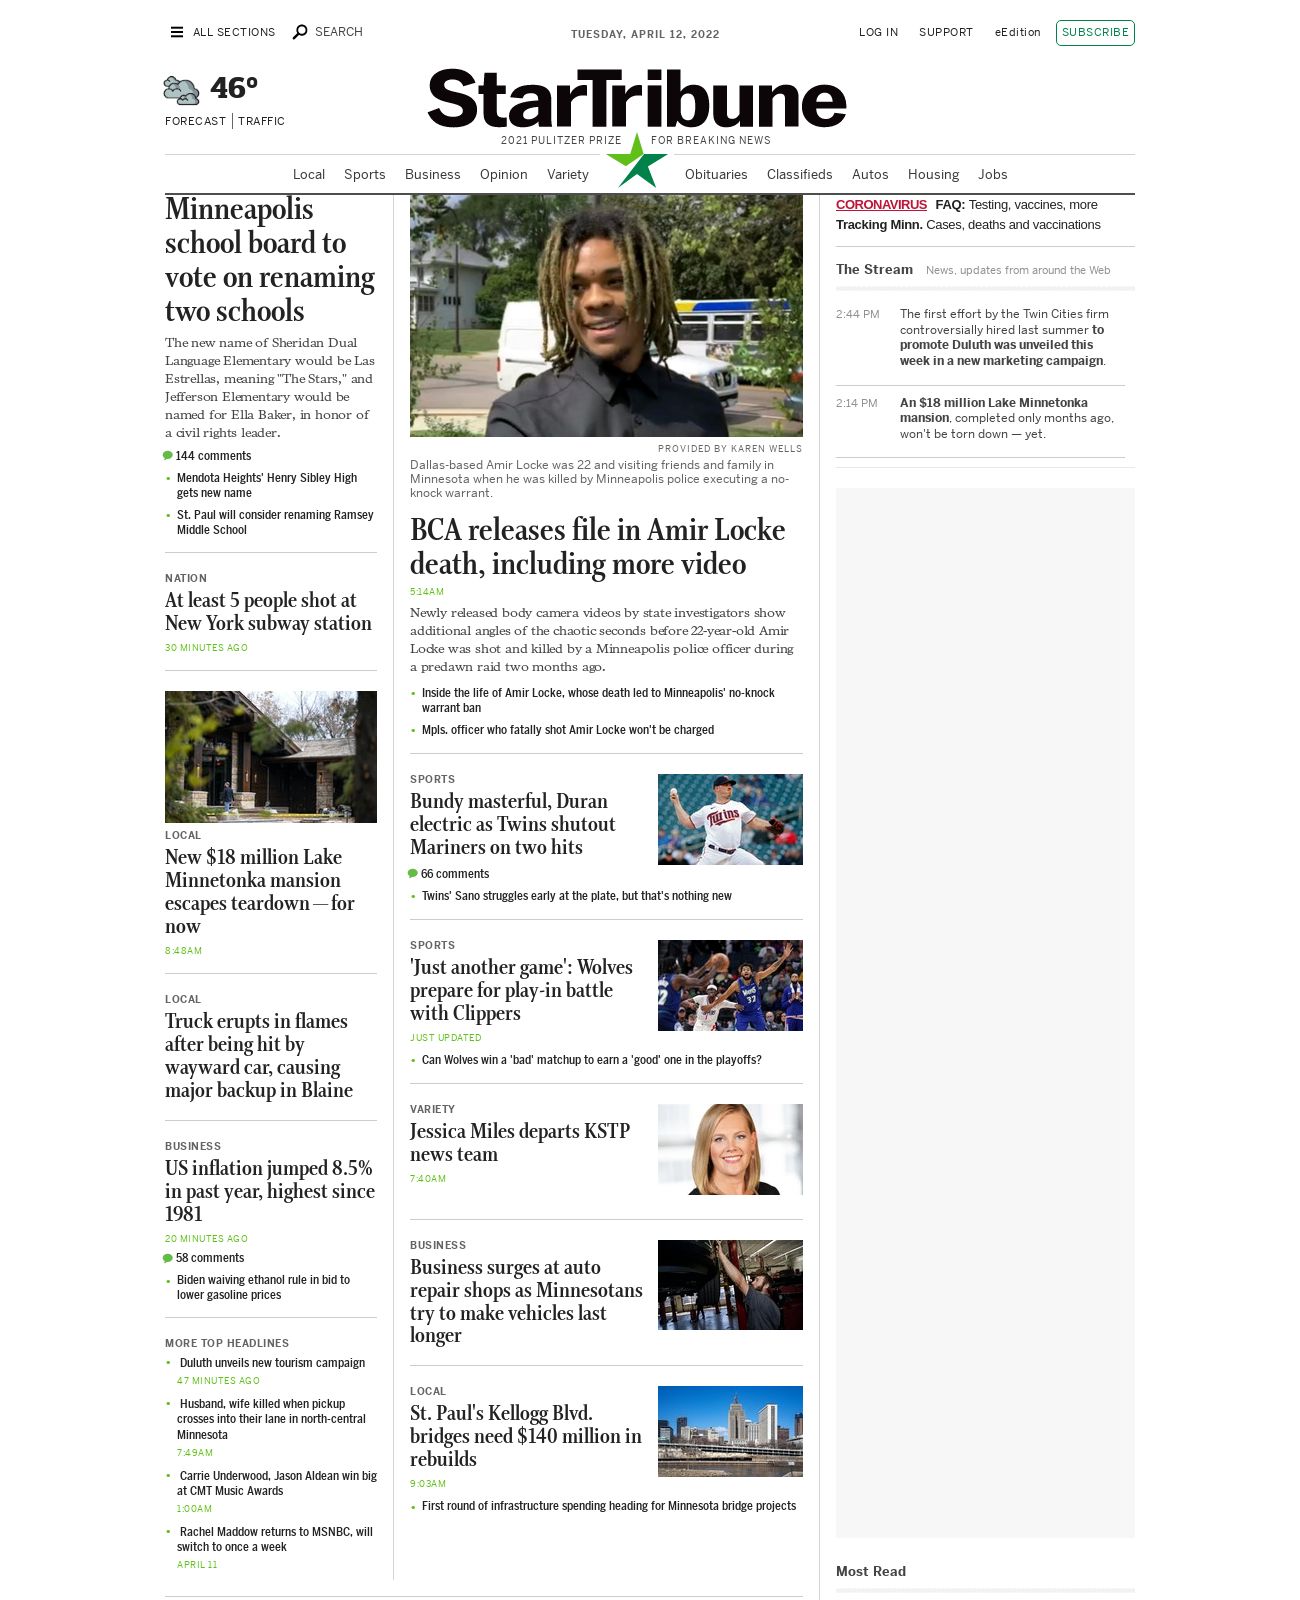 ALL SECTIONS SEARCH TUESDAY, APRIL 12, 2022 LOG IN SUPPORT eEdition SUBSCRIBE
46°
FORECAST TRAFFIC
StarTribune
2021 PULITZER PRIZE FOR BREAKING NEWS
Local Sports Business Opinion Variety Obituaries Classifieds Autos Housing Jobs
Minneapolis
school board to
vote on renaming
two schools
The new name of Sheridan Dual
Language Elementary would be Las
Estrellas, meaning "The Stars," and
Jefferson Elementary would be
named for Ella Baker, in honor of
a civil rights leader.
144 comments
Mendota Heights' Henry Sibley High
gets new name
St. Paul will consider renaming Ramsey
Middle School
NATION
At least 5 people shot at
New York subway station
30 MINUTES AGO
LOCAL
New $18 million Lake
Minnetonka mansion
escapes teardown — for
now
8:48AM
LOCAL
Truck erupts in flames
after being hit by
wayward car, causing
major backup in Blaine
BUSINESS
US inflation jumped 8.5%
in past year, highest since
1981
20 MINUTES AGO
58 comments
Biden waiving ethanol rule in bid to
lower gasoline prices
MORE TOP HEADLINES
Duluth unveils new tourism campaign
47 MINUTES AGO
Husband, wife killed when pickup
crosses into their lane in north-central
Minnesota
7:49AM
Carrie Underwood, Jason Aldean win big
at CMT Music Awards
1:00AM
Rachel Maddow returns to MSNBC, will
switch to once a week
APRIL 11
PROVIDED BY KAREN WELLS
Dallas-based Amir Locke was 22 and visiting friends and family in
Minnesota when he was killed by Minneapolis police executing a no-
knock warrant.
BCA releases file in Amir Locke
death, including more video
5:14AM
Newly released body camera videos by state investigators show
additional angles of the chaotic seconds before 22-year-old Amir
Locke was shot and killed by a Minneapolis police officer during
a predawn raid two months ago.
Inside the life of Amir Locke, whose death led to Minneapolis' no-knock
warrant ban
Mpls. officer who fatally shot Amir Locke won't be charged
SPORTS
Bundy masterful, Duran
electric as Twins shutout
Mariners on two hits
Twins
66 comments
Twins' Sano struggles early at the plate, but that's nothing new
SPORTS
'Just another game': Wolves
prepare for play-in battle
with Clippers
32
JUST UPDATED
Can Wolves win a 'bad' matchup to earn a 'good' one in the playoffs?
VARIETY
Jessica Miles departs KSTP
news team
7:40AM
BUSINESS
Business surges at auto
repair shops as Minnesotans
try to make vehicles last
longer
LOCAL
St. Paul's Kellogg Blvd.
bridges need $140 million in
rebuilds
9:03AM
First round of infrastructure spending heading for Minnesota bridge projects
CORONAVIRUS FAQ: Testing, vaccines, more
Tracking Minn. Cases, deaths and vaccinations
The Stream News, updates from around the Web
2:44 PM The first effort by the Twin Cities firm
controversially hired last summer to
promote Duluth was unveiled this
week in a new marketing campaign.
2:14 PM An $18 million Lake Minnetonka
mansion, completed only months ago,
won't be torn down — yet.
Most Read